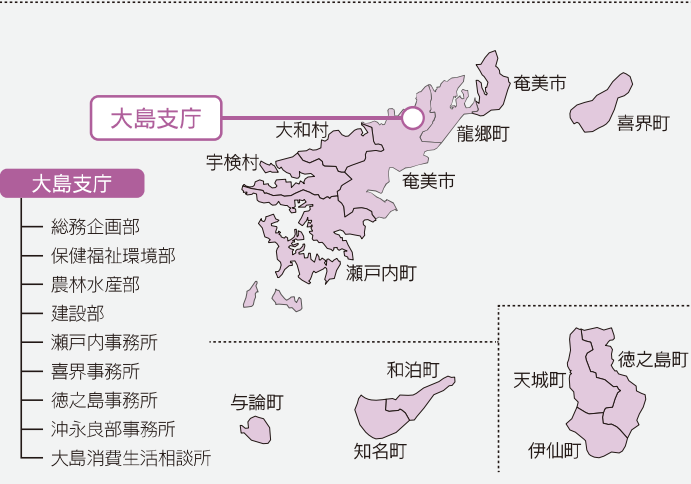 奄美市
大島支庁
喜界町
大和村
龍郷町
宇検村
奄美市
大島支庁
総務企画部
保健福祉環境部
農林水産部
建設部
瀬戸内町
瀬戸内事務所
喜界事務所
徳之島事務所
沖永良部事務所
大島消費生活相談所
和泊町
与論町
知名町
徳之島町
天城町
伊仙町